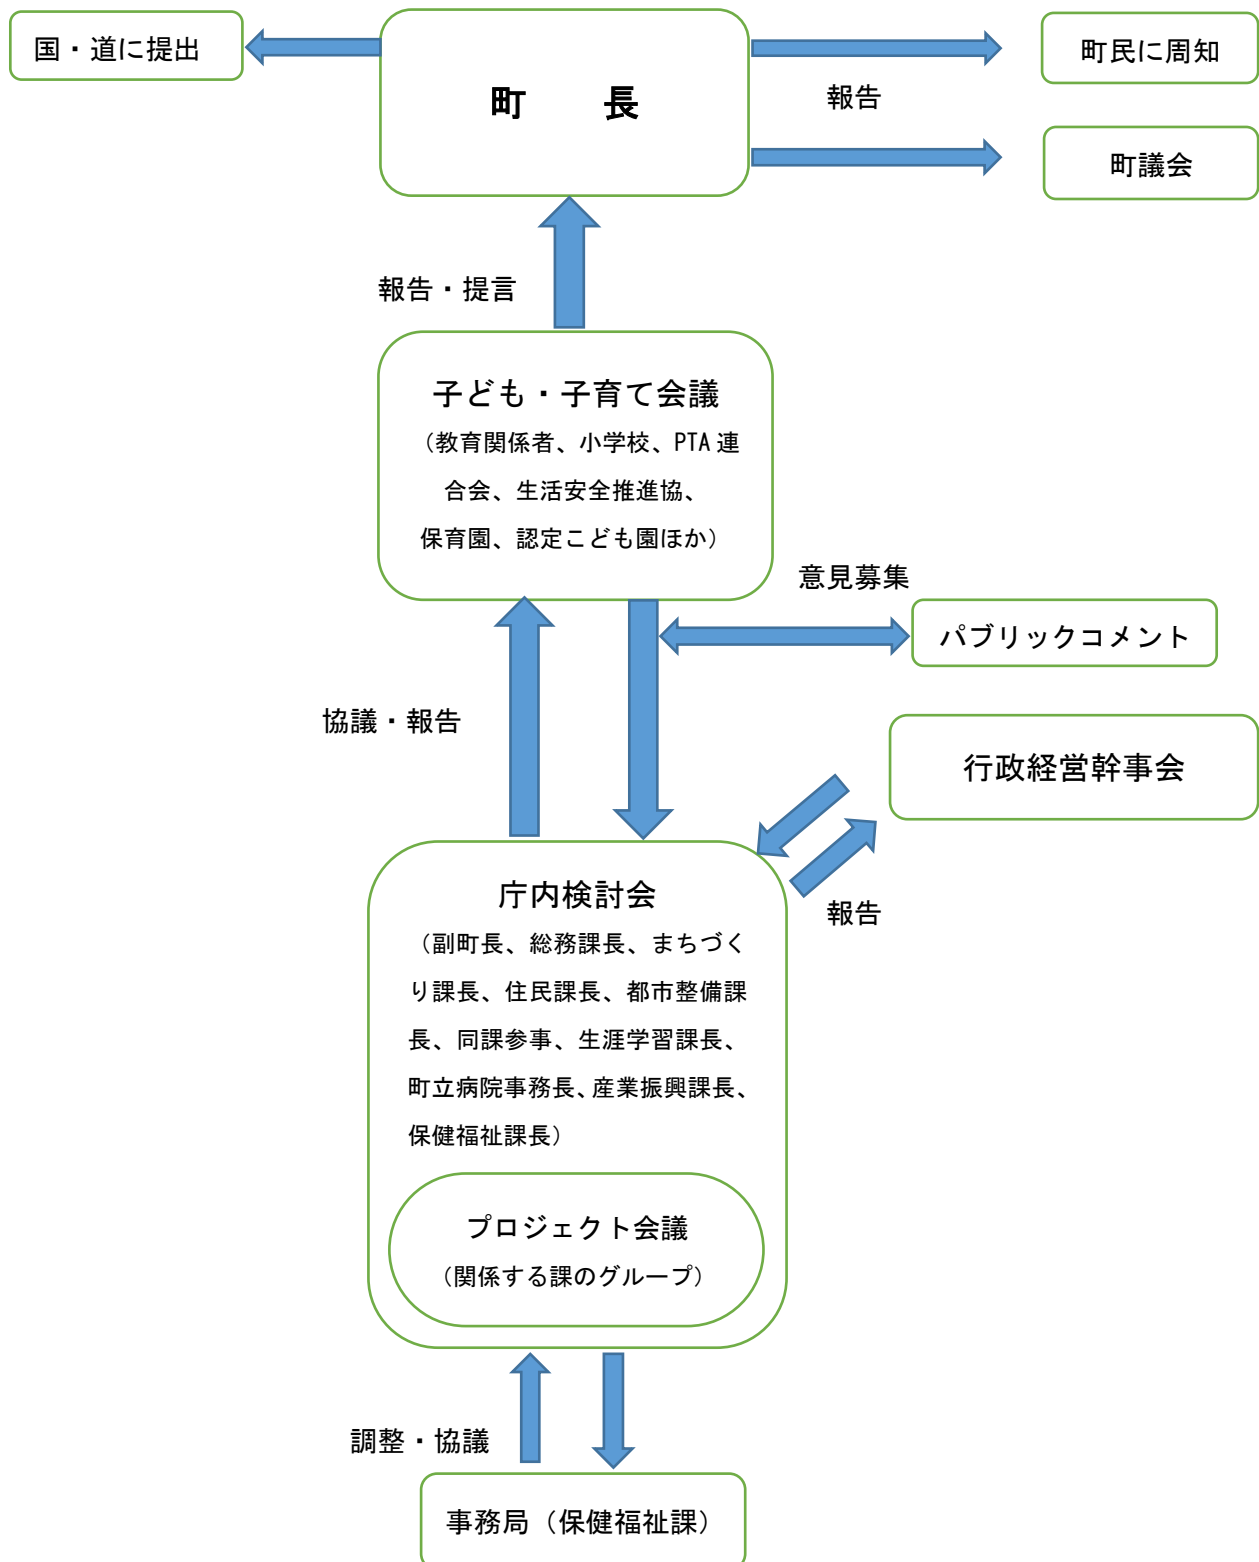 国・道に提出
町　　長
町民に周知
報告
町議会
報告・提言
子ども・子育て会議
（教育関係者、小学校、PTA 連
合会、生活安全推進協、
保育園、認定こども園ほか）
意見募集
パブリックコメント
協議・報告
行政経営幹事会
庁内検討会
報告
（副町長、総務課長、まちづく
り課長、住民課長、都市整備課
長、同課参事、生涯学習課長、
町立病院事務長、産業振興課長、
保健福祉課長）
プロジェクト会議
（関係する課のグループ）
調整・協議
事務局（保健福祉課）